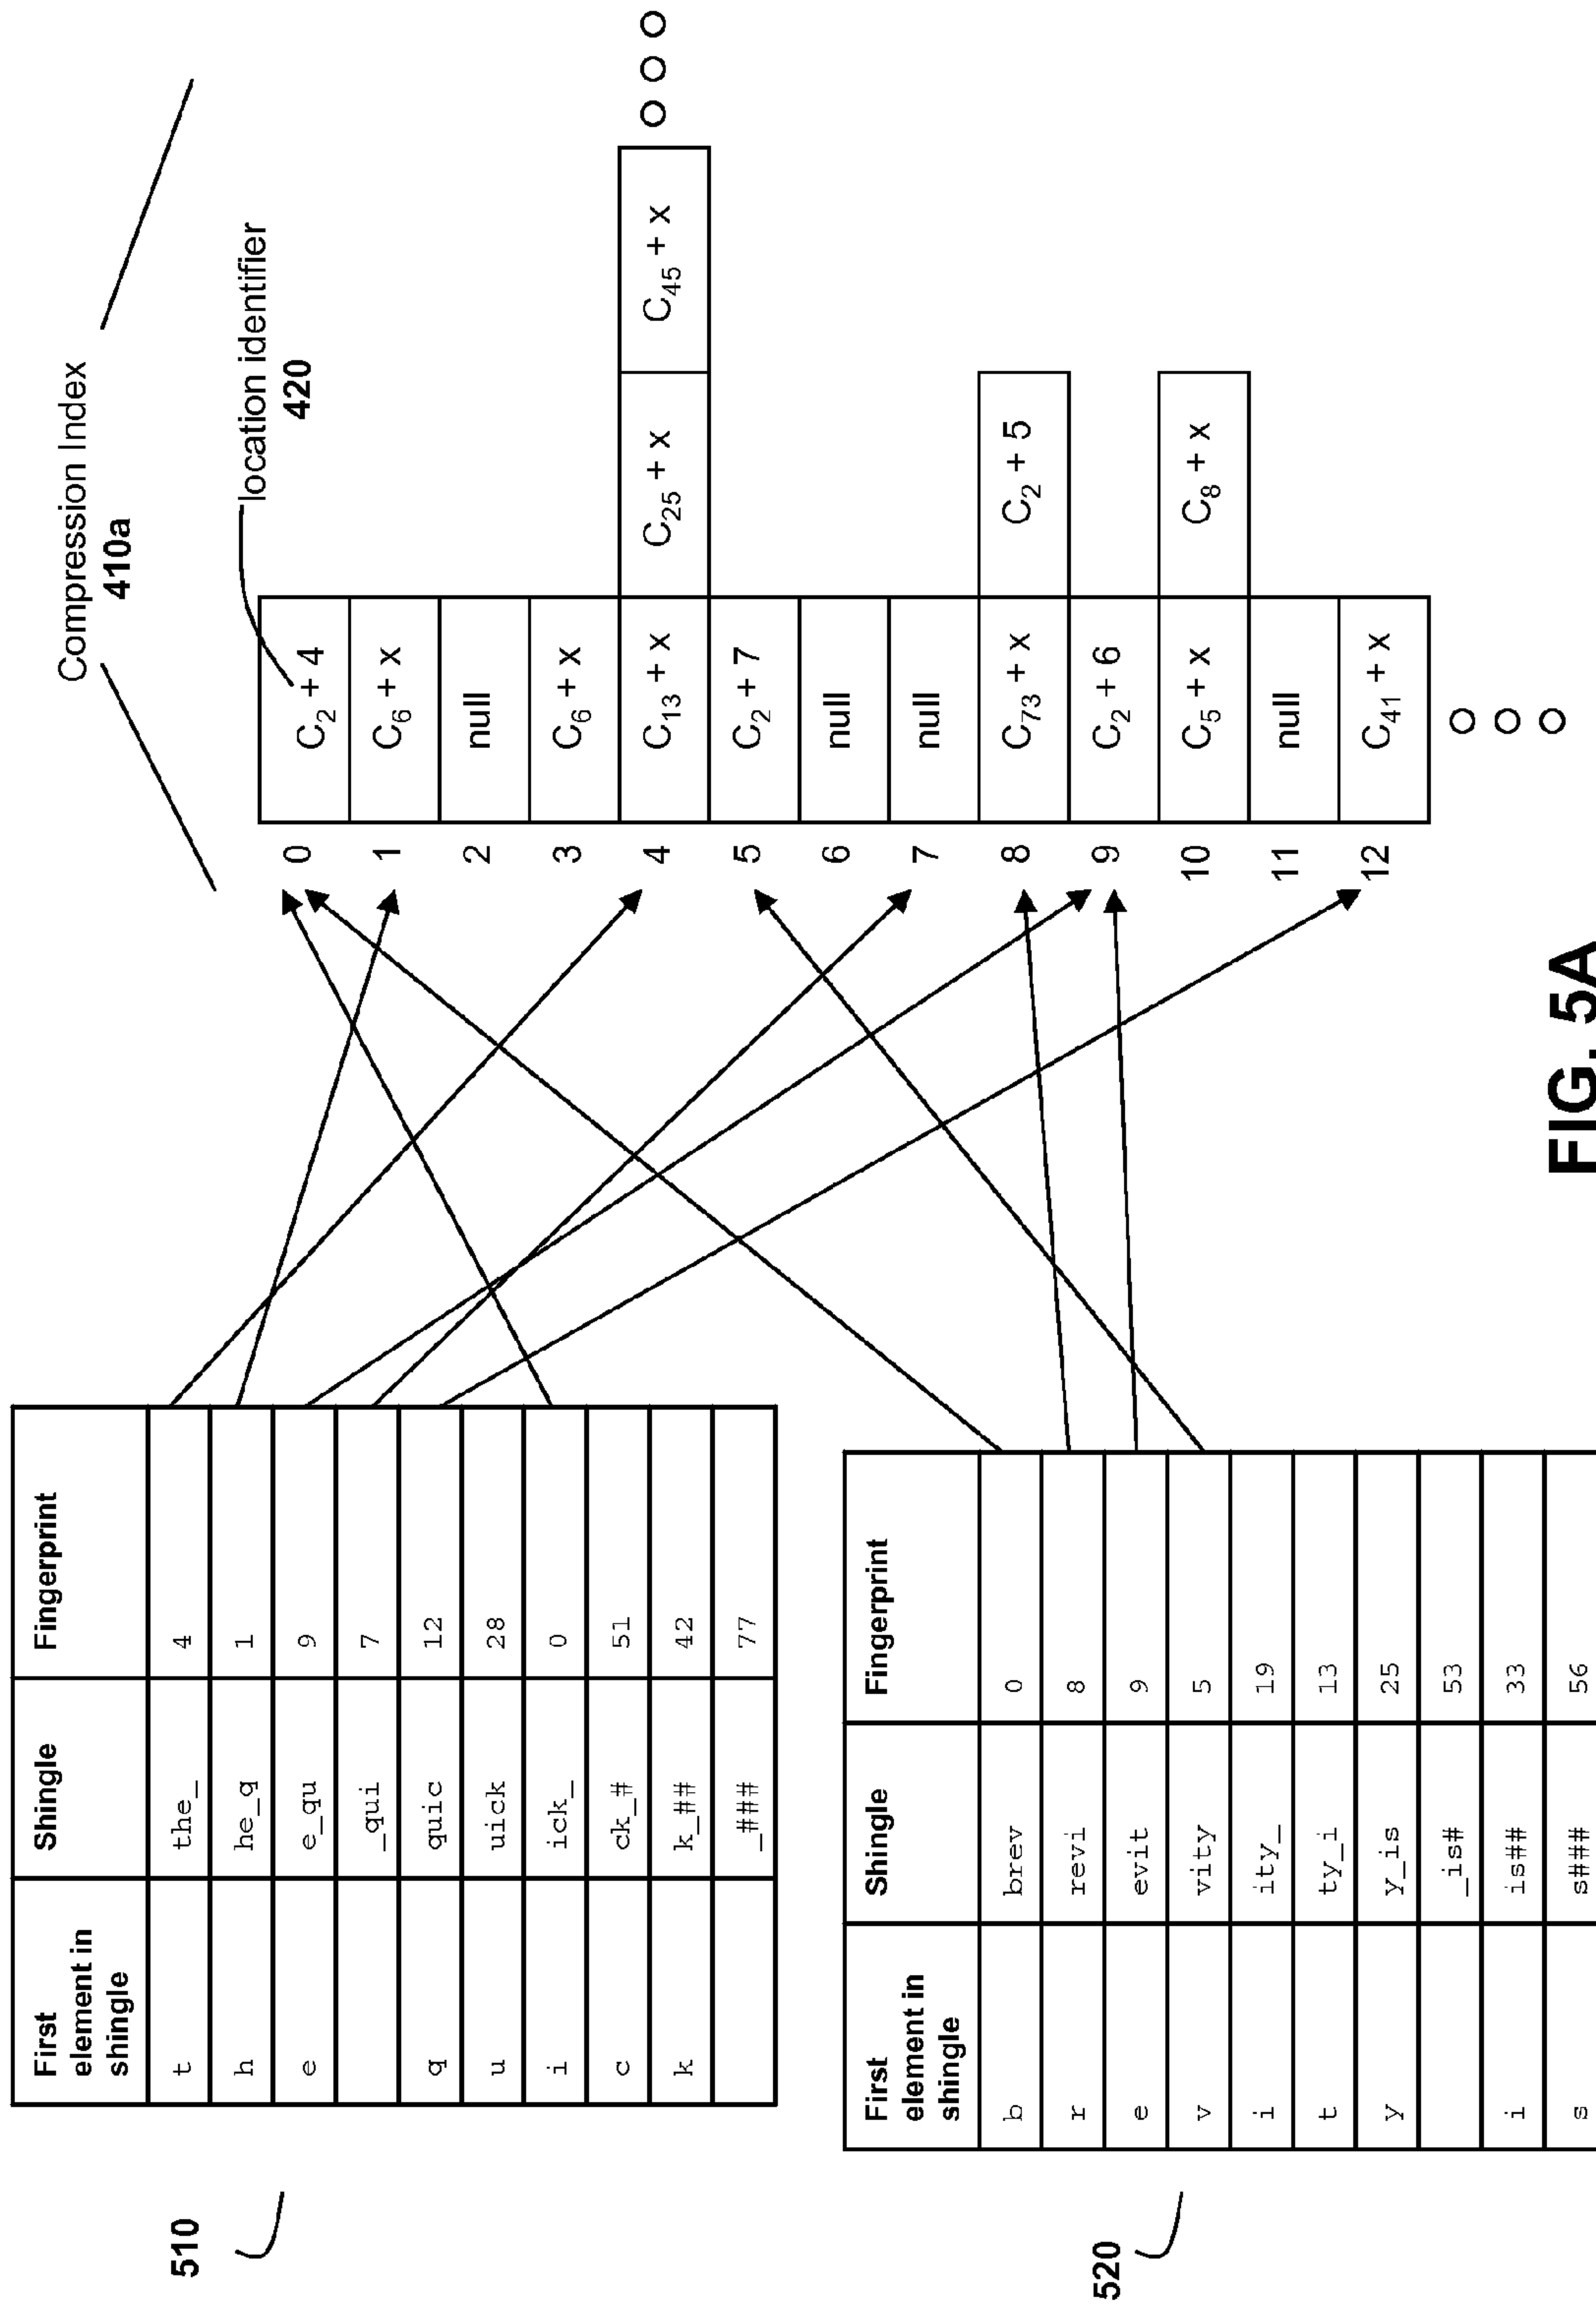 Compression Index
410a
location identifier
420
510
First element in shingle | Shingle | Fingerprint
t | the_ | 4
h | he_q | 1
e | e_qu | 9
_qui | 7
q | quic | 12
u | uick | 28
i | ick_ | 0
c | ck_# | 51
k | k_## | 42
_### | 77
520
First element in shingle | Shingle | Fingerprint
b | brev | 0
r | revi | 8
e | evit | 9
v | vity | 5
i | ity_ | 19
t | ty_i | 13
y | y_is | 25
_is# | 53
i | is## | 33
s | s### | 56
0 | C2 + 4
1 | C6 + x
2 | null
3 | C6 + x
4 | C13 + x | C25 + x | C45 + x
5 | C2 + 7
6 | null
7 | null
8 | C73 + x | C2 + 5
9 | C2 + 6
10 | C5 + x | C8 + x
11 | null
12 | C41 + x
FIG. 5A